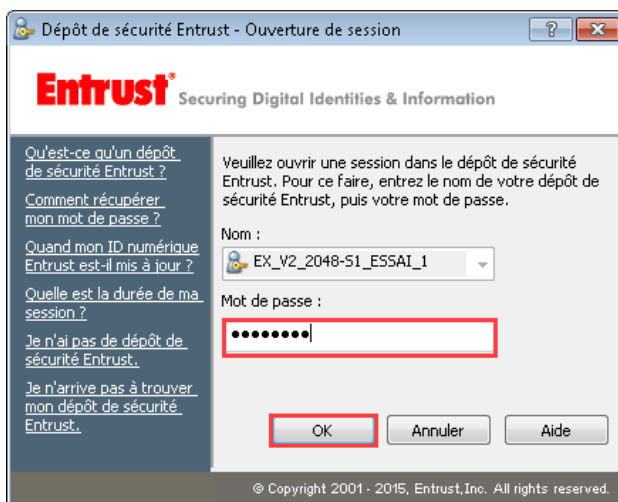 Dépôt de sécurité Entrust - Ouverture de session
Entrust® Securing Digital Identities & Information
Qu'est-ce qu'un dépôt
de sécurité Entrust ?
Comment récupérer
mon mot de passe ?
Quand mon ID numérique
Entrust est-il mis à jour ?
Quelle est la durée de ma
session ?
Je n'ai pas de dépôt de
sécurité Entrust.
Je n'arrive pas à trouver
mon dépôt de sécurité
Entrust.
Veuillez ouvrir une session dans le dépôt de sécurité
Entrust. Pour ce faire, entrez le nom de votre dépôt de
sécurité Entrust, puis votre mot de passe.
Nom :
EX_V2_2048-S1_ESSAI_1
Mot de passe :
●●●●●●●●
OK
Annuler
Aide
© Copyright 2001 - 2015, Entrust,Inc. All rights reserved.